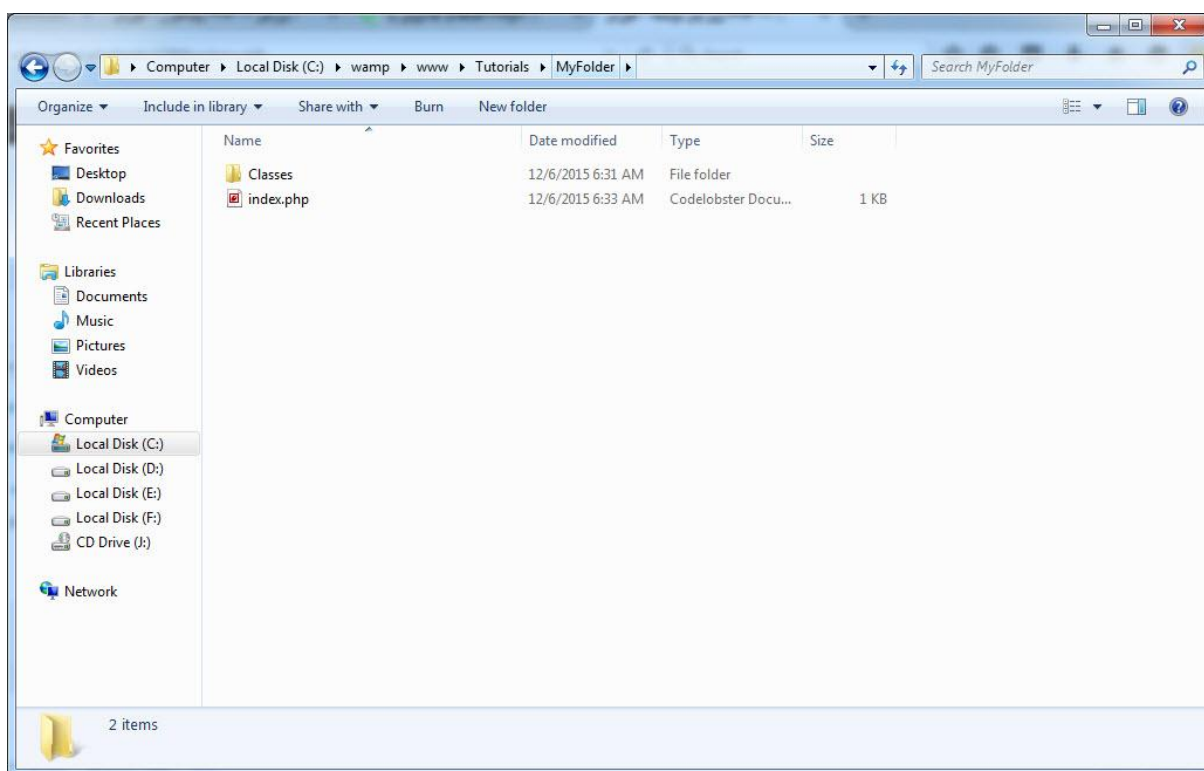 Computer Local Disk (C:) wamp www Tutorials MyFolder Search MyFolder
Organize Include in library Share with Burn New folder
Favorites
Desktop
Downloads
Recent Places
Libraries
Documents
Music
Pictures
Videos
Computer
Local Disk (C:)
Local Disk (D:)
Local Disk (E:)
Local Disk (F:)
CD Drive (J:)
Network
Name Date modified Type Size
Classes 12/6/2015 6:31 AM File folder
index.php 12/6/2015 6:33 AM Codelobster Docu... 1 KB
2 items